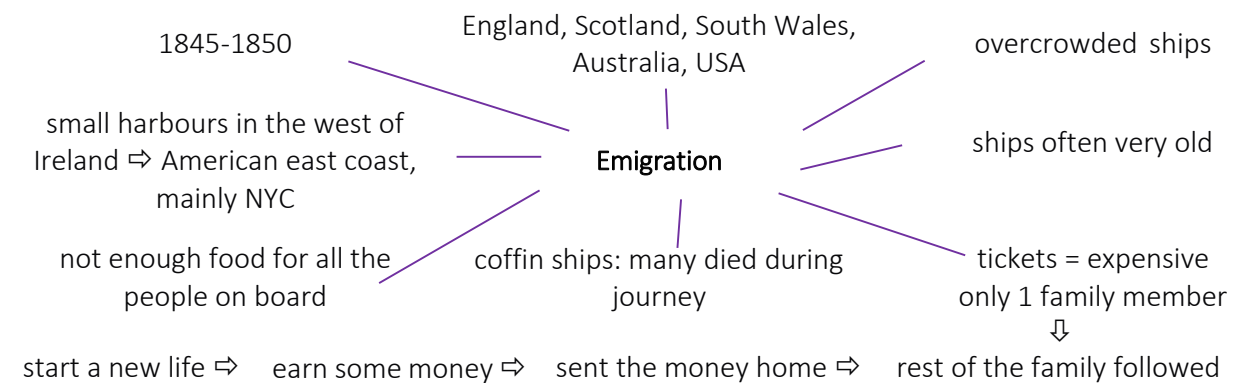 1845-1850
England, Scotland, South Wales,
Australia, USA
overcrowded ships
small harbours in the west of
Ireland ⇨ American east coast,
mainly NYC
Emigration
ships often very old
not enough food for all the
people on board
coffin ships: many died during
journey
tickets = expensive
only 1 family member
⇩
start a new life ⇨ earn some money ⇨ sent the money home ⇨ rest of the family followed